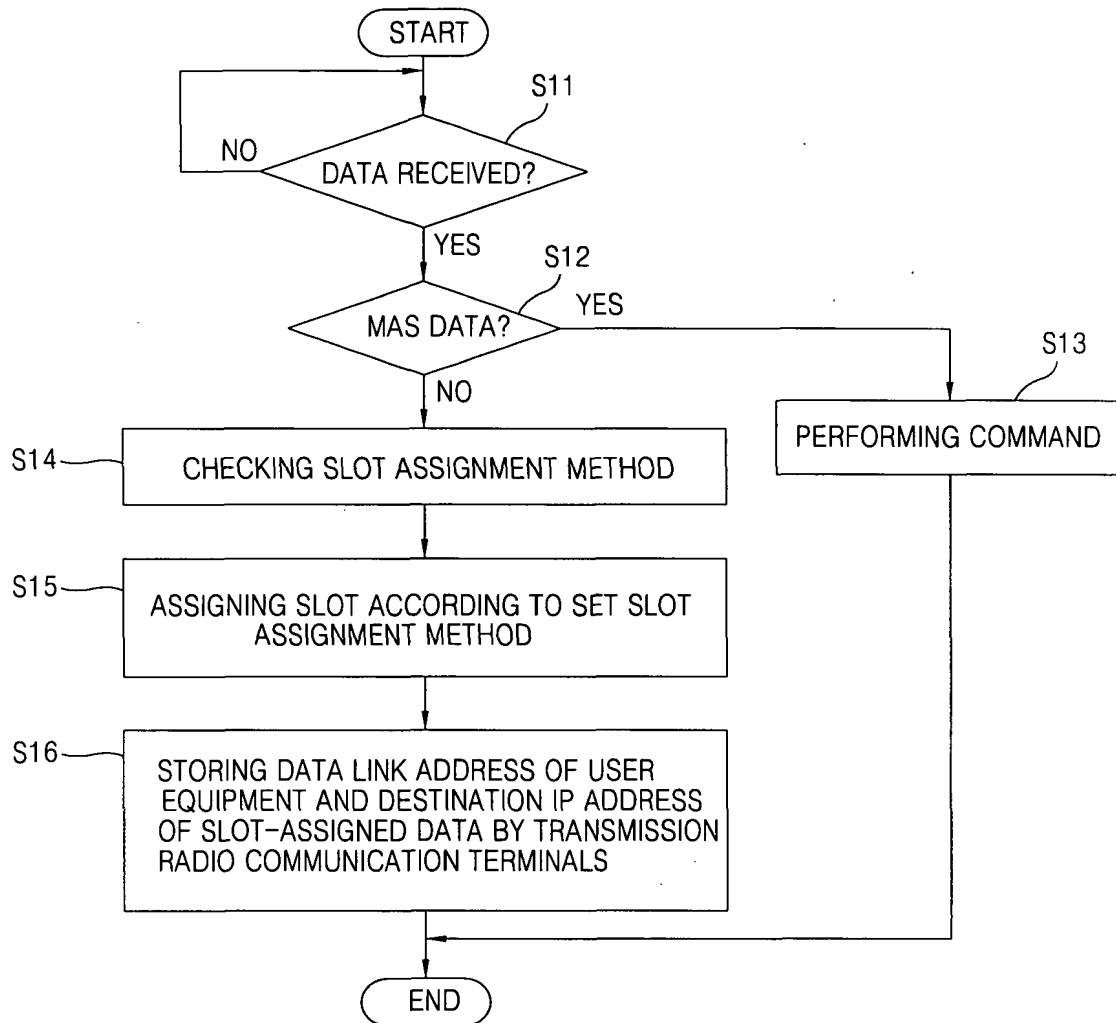 START
S11
NO
DATA RECEIVED?
YES
S12
YES
MAS DATA?
NO
S13
PERFORMING COMMAND
S14
CHECKING SLOT ASSIGNMENT METHOD
S15
ASSIGNING SLOT ACCORDING TO SET SLOT
ASSIGNMENT METHOD
S16
STORING DATA LINK ADDRESS OF USER
EQUIPMENT AND DESTINATION IP ADDRESS
OF SLOT-ASSIGNED DATA BY TRANSMISSION
RADIO COMMUNICATION TERMINALS
END